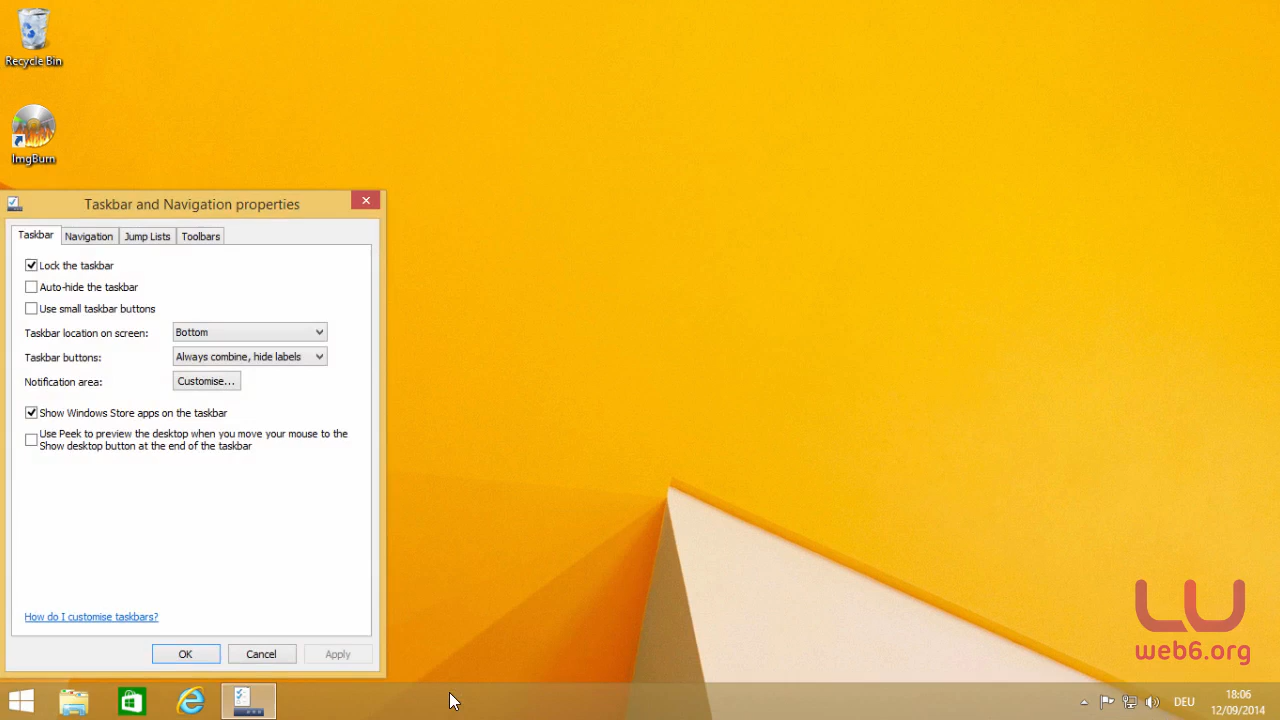 Recycle Bin
ImgBurn
Taskbar and Navigation properties
Taskbar
Navigation
Jump Lists
Toolbars
Lock the taskbar
Auto-hide the taskbar
Use small taskbar buttons
Taskbar location on screen:
Bottom
Taskbar buttons:
Always combine, hide labels
Notification area:
Customise...
Show Windows Store apps on the taskbar
Use Peek to preview the desktop when you move your mouse to the
Show desktop button at the end of the taskbar
How do I customise taskbars?
OK
Cancel
Apply
web6.org
DEU
18:06
12/09/2014